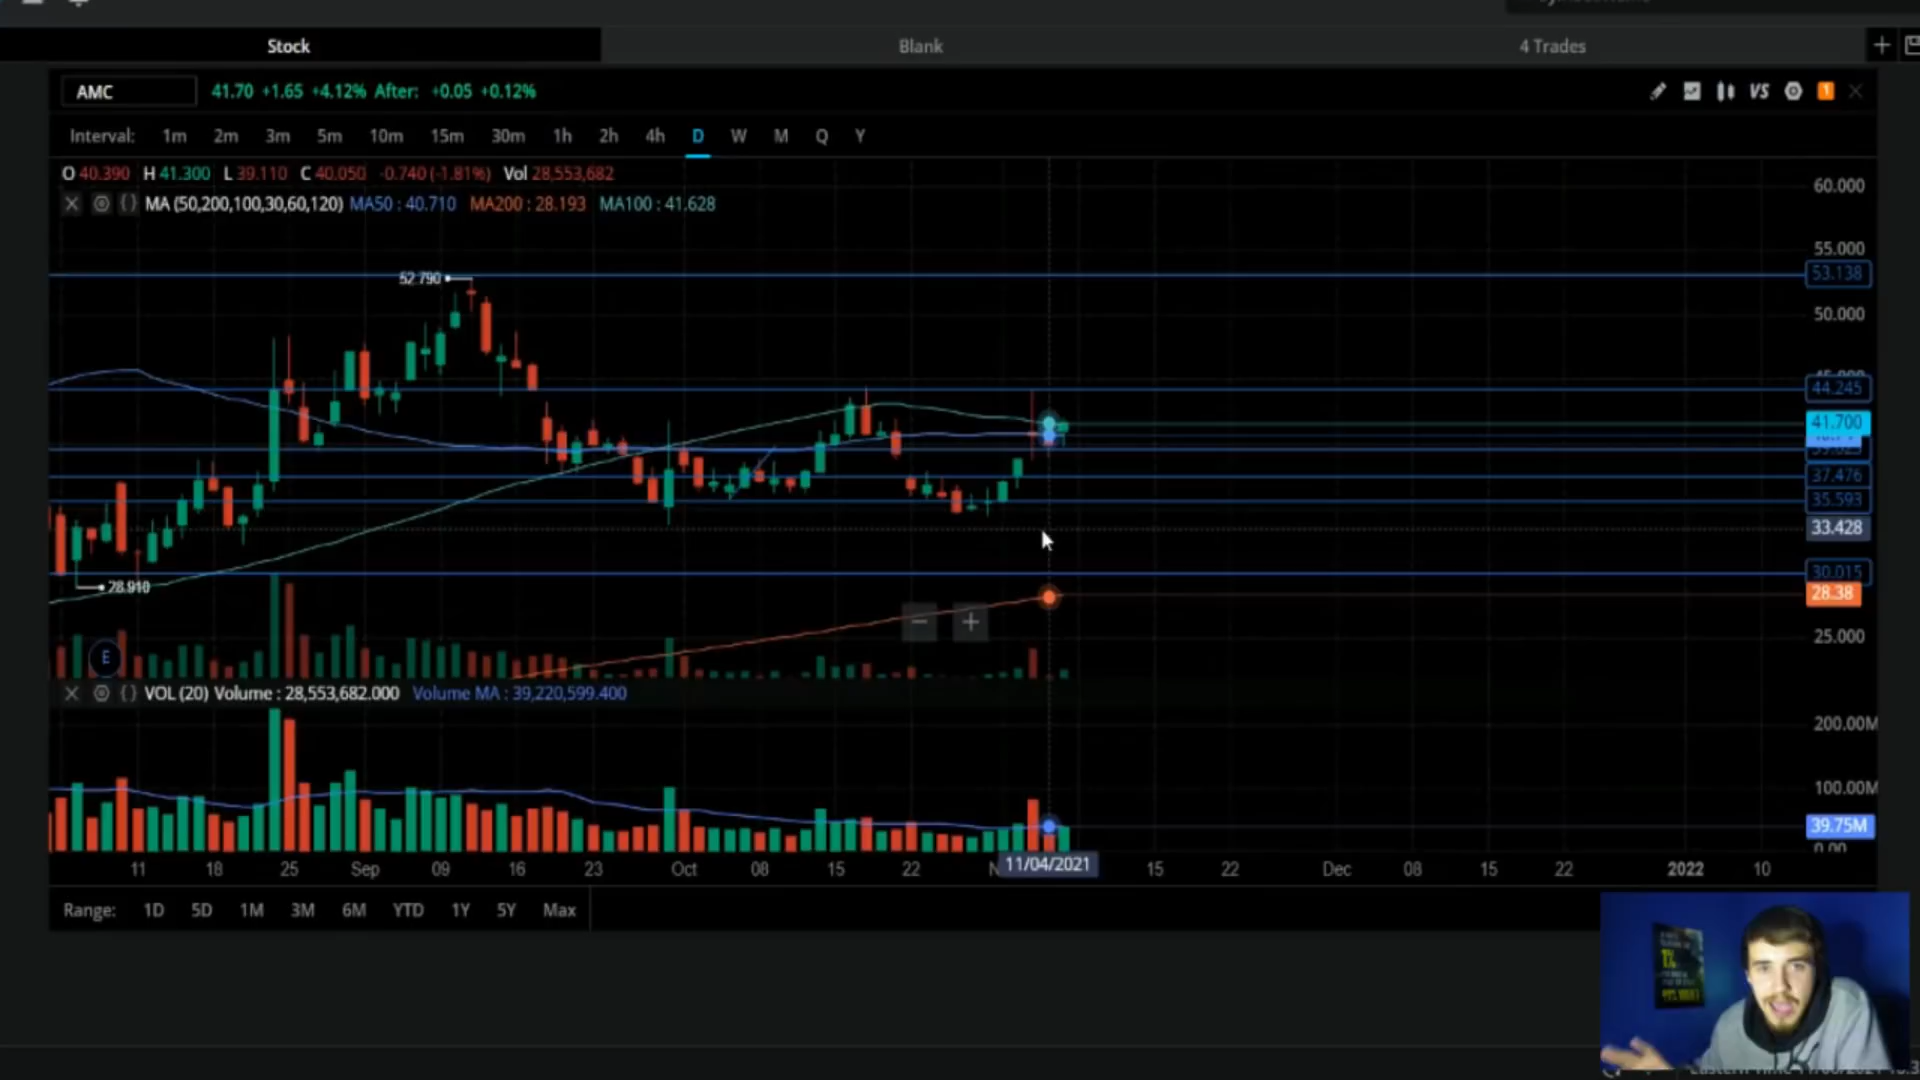 Stock
Blank
4 Trades
AMC
41.70 +1.65 +4.12% After: +0.05 +0.12%
VS
1
Interval: 1m 2m 3m 5m 10m 15m 30m 1h 2h 4h D W M Q Y
O 40.390 H 41.300 L 39.110 C 40.050 -0.740 (-1.81%) Vol 28,553,682
MA (50,200,100,30,60,120) MA50 : 40.710 MA200 : 28.193 MA100 : 41.628
60.000
55.000
53.138
52.790
50.000
44.245
41.700
37.476
35.593
33.428
30.015
28.38
28.910
25.000
E
VOL (20) Volume : 28,553,682.000 Volume MA : 39,220,599.400
200.00M
100.00M
39.75M
0.00
11 18 25 Sep 09 16 23 Oct 08 15 22 11/04/2021 15 22 Dec 08 15 22 2022 10
Range: 1D 5D 1M 3M 6M YTD 1Y 5Y Max
1%